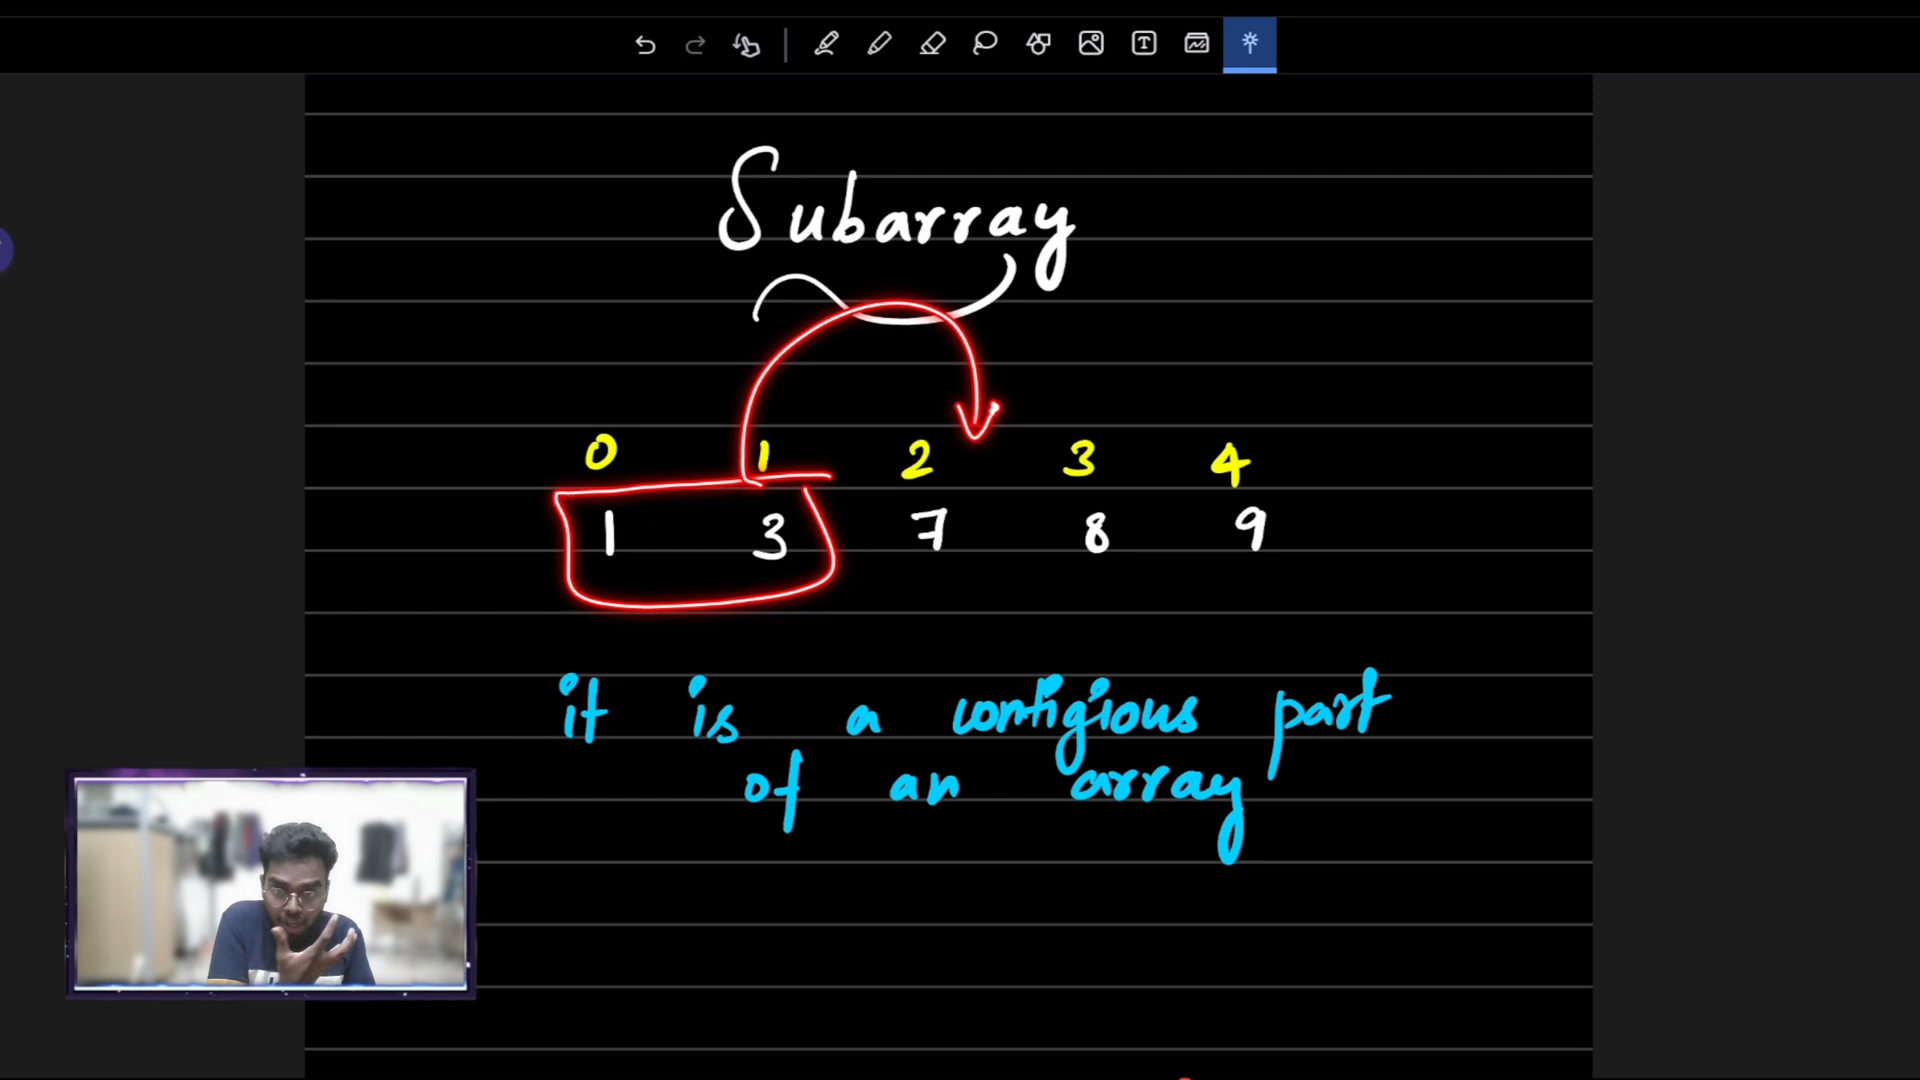 Subarray
0 1 2 3 4
1 3 7 8 9
it is a contigious part
of an array